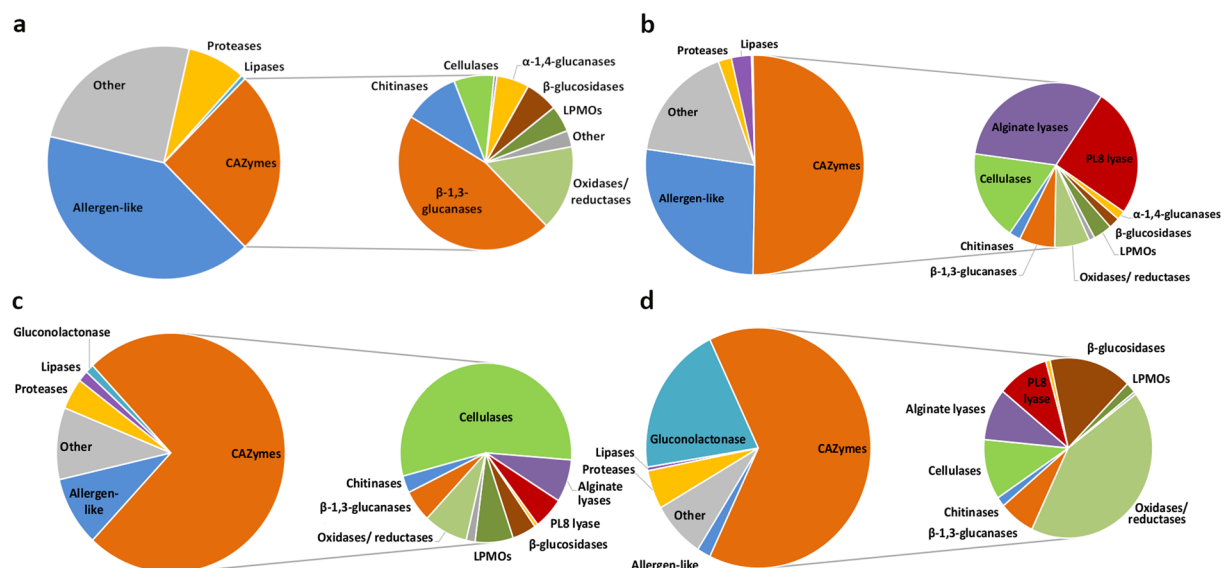 a
Proteases
Lipases
Other
CAZymes
Allergen-like
Cellulases
α-1,4-glucanases
Chitinases
β-glucosidases
LPMOs
Other
β-1,3-
glucanases
Oxidases/
reductases
b
Proteases
Lipases
Other
CAZymes
Allergen-like
Alginate lyases
PL8 lyase
Cellulases
α-1,4-glucanases
β-glucosidases
Chitinases
LPMOs
β-1,3-glucanases
Oxidases/ reductases
c
Gluconolactonase
Lipases
Proteases
CAZymes
Other
Allergen-
like
Cellulases
Chitinases
Alginate
lyases
β-1,3-glucanases
PL8 lyase
Oxidases/ reductases
β-glucosidases
LPMOs
d
Gluconolactonase
CAZymes
Lipases
Proteases
Other
Allergen-like
β-glucosidases
PL8
lyase
LPMOs
Alginate lyases
Cellulases
Chitinases
Oxidases/
reductases
β-1,3-glucanases